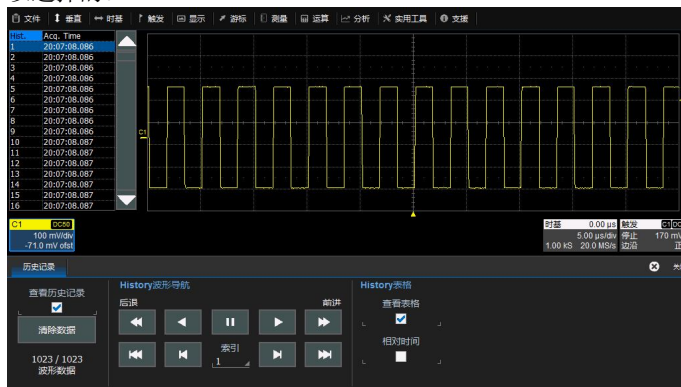 文件 垂直 时基 触发 显示 游标 测量 运算 分析 实用工具 支援
Hist. Acq. Time
1 20:07:08.086
2 20:07:08.086
3 20:07:08.086
4 20:07:08.086
5 20:07:08.086
6 20:07:08.086
7 20:07:08.086
8 20:07:08.086
9 20:07:08.086
10 20:07:08.087
11 20:07:08.087
12 20:07:08.087
13 20:07:08.087
14 20:07:08.087
15 20:07:08.087
16 20:07:08.087
C1
C1 DC50
100 mV/div
-71.0 mV ofst
时基 0.00 µs
5.00 µs/div
1.00 kS 20.0 MS/s
触发 C1 DC
停止 170 mV
边沿 正
历史记录
查看历史记录
清除数据
1023 / 1023
波形数据
History波形导航
后退 前进
索引
1
History表格
查看表格
相对时间